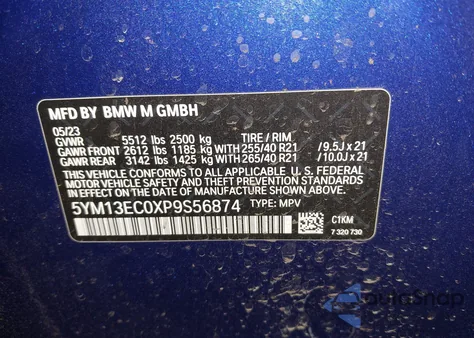 MFD BY BMW M GMBH
05/23
GVWR 5512 lbs 2500 kg TIRE / RIM
GAWR FRONT 2612 lbs 1185 kg WITH 255/40 R21 /9.5J x 21
GAWR REAR 3142 lbs 1425 kg WITH 265/40 R21 /10.0J x 21
THIS VEHICLE CONFORMS TO ALL APPLICABLE U.S. FEDERAL
MOTOR VEHICLE SAFETY, BUMPER, AND THEFT PREVENTION
STANDARDS IN EFFECT ON THE DATE OF MANUFACTURE SHOWN ABOVE.
5YM13EC0XP9S56874 TYPE: MPV
C1KM
7 320 730
AutoSnap